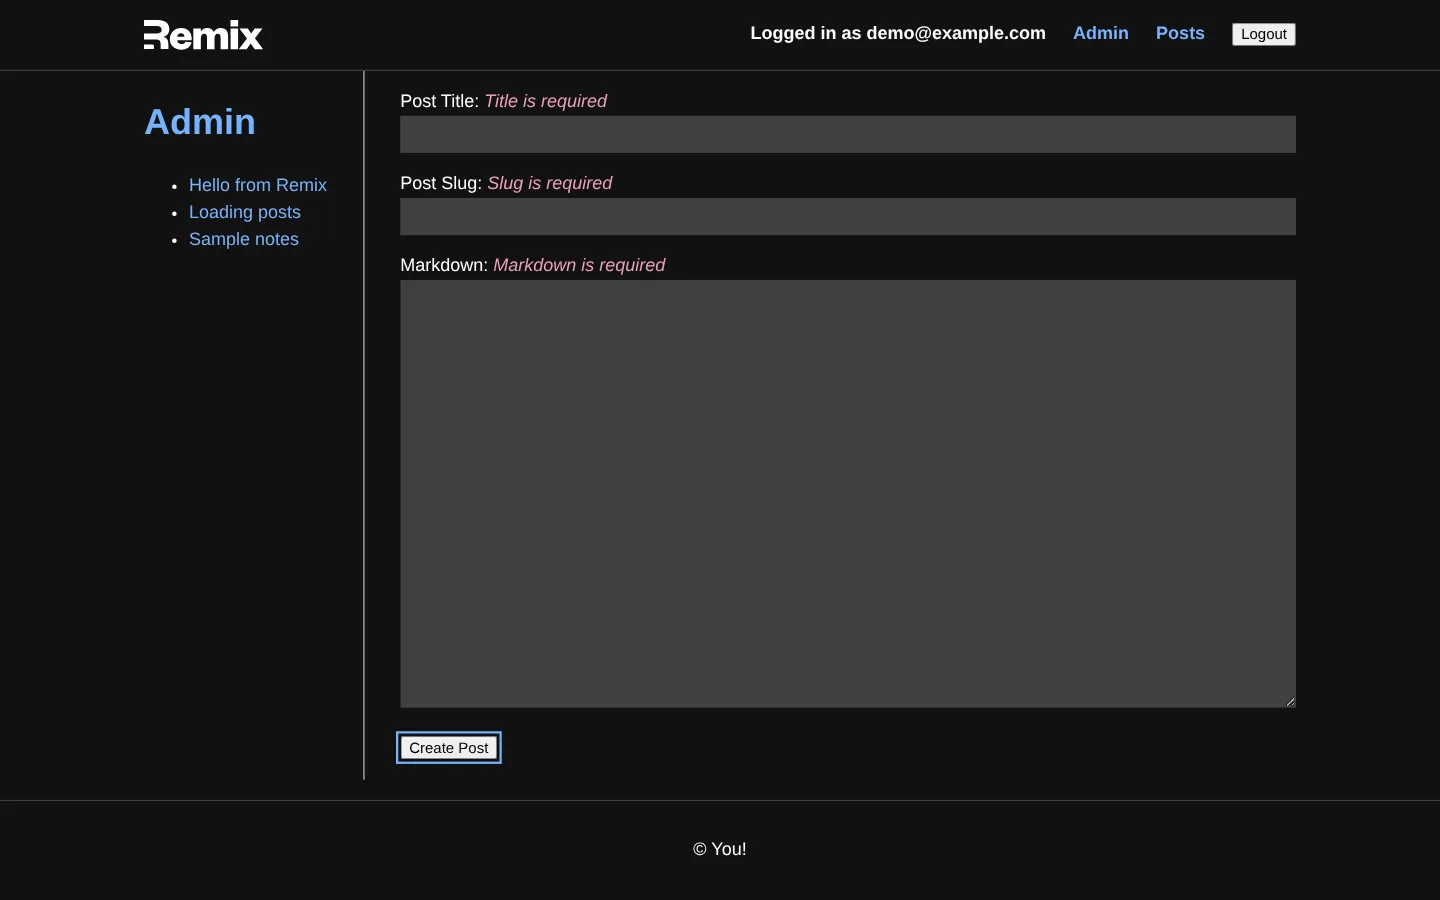 Remix
Logged in as demo@example.com Admin Posts Logout
Admin
Hello from Remix
Loading posts
Sample notes
Post Title: Title is required
Post Slug: Slug is required
Markdown: Markdown is required
Create Post
© You!